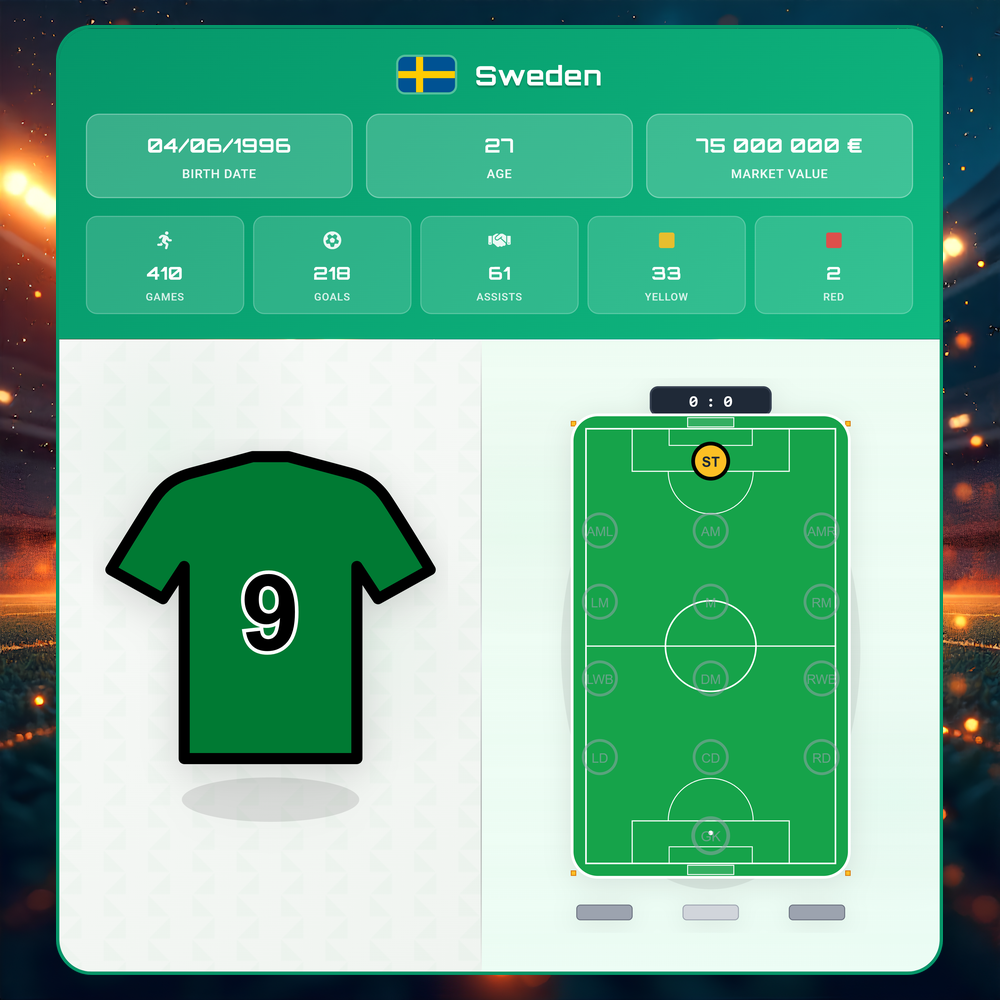 Sweden
04/06/1996
BIRTH DATE
27
AGE
75 000 000 €
MARKET VALUE
410
GAMES
218
GOALS
61
ASSISTS
33
YELLOW
2
RED
9
0 : 0
ST
AML
AM
AMR
LM
M
RM
LWB
DM
RWB
LD
CD
RD
GK